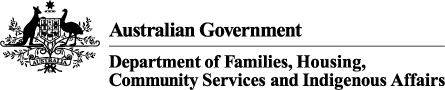 Australian Government
Department of Families, Housing,
Community Services and Indigenous Affairs